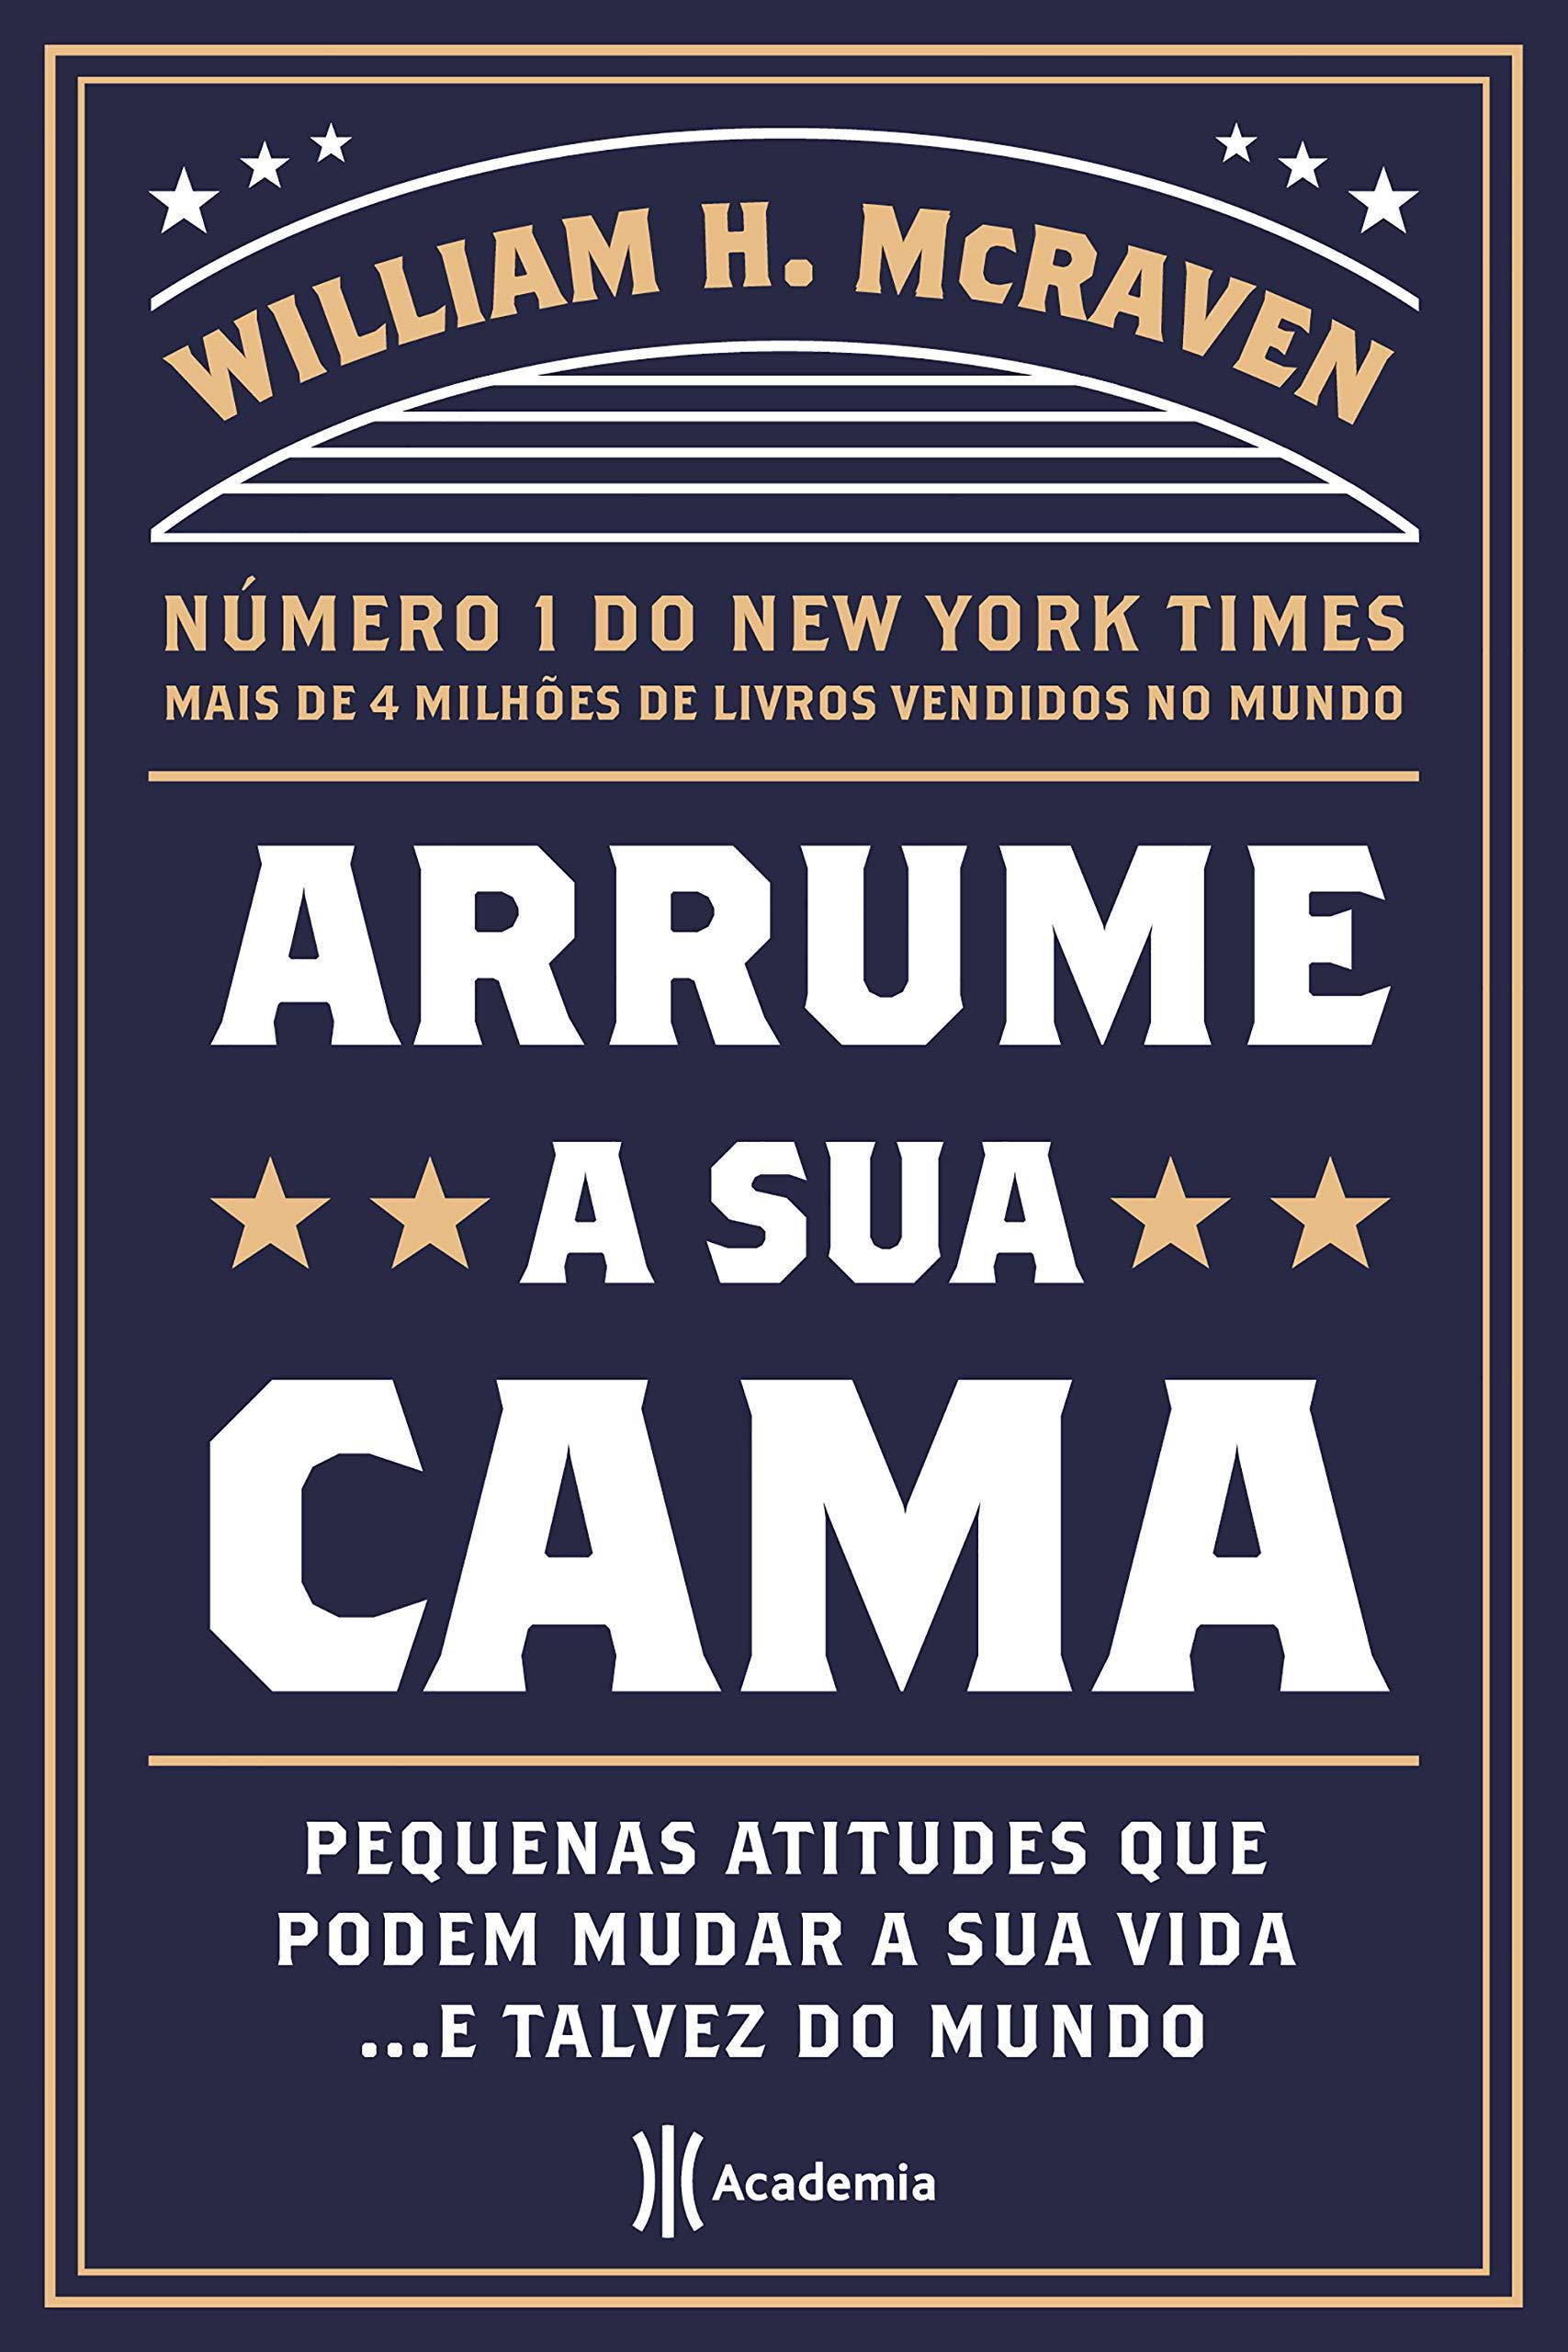 WILLIAM H. MCRAVEN
NÚMERO 1 DO NEW YORK TIMES
MAIS DE 4 MILHÕES DE LIVROS VENDIDOS NO MUNDO
ARRUME
A SUA
CAMA
PEQUENAS ATITUDES QUE
PODEM MUDAR A SUA VIDA
...E TALVEZ DO MUNDO
Academia